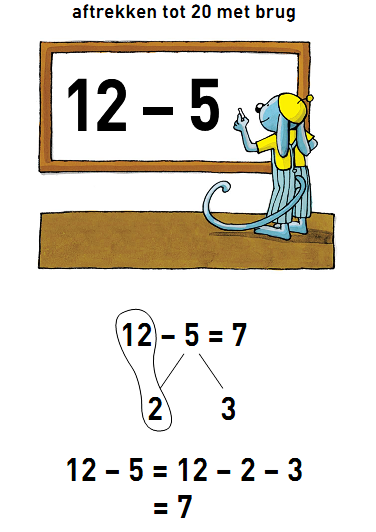 aftrekken tot 20 met brug
12 – 5
12 – 5 = 7
2 3
12 – 5 = 12 – 2 – 3
= 7